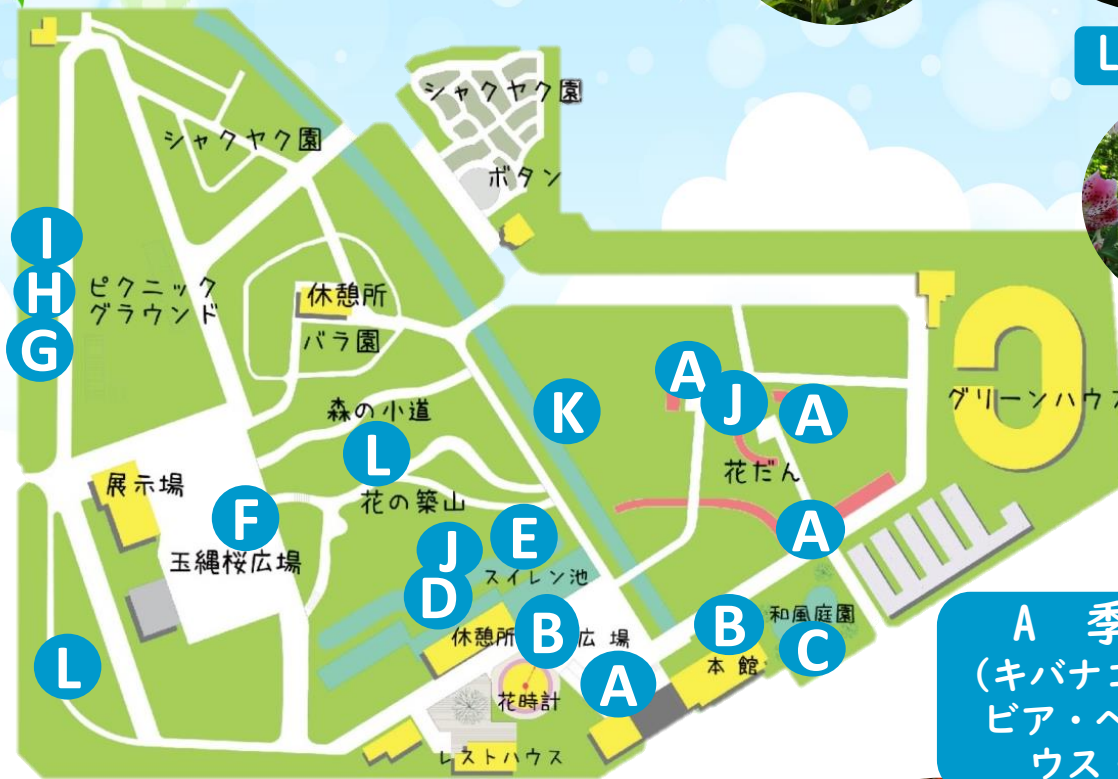 L
シャクヤク園
シャクヤク園
ボタン
I
H
G
ピクニック
グラウンド
休憩所
バラ園
A
J
A
K
グリーンハウス
森の小道
L
花だん
展示場
花の築山
F
J
E
A
玉縄桜広場
スイレン池
D
和風庭園
休憩所
B
広場
B
C
本館
L
A
花時計
レストハウス
A 季
(キバナコ
ビア・ペ
ウス